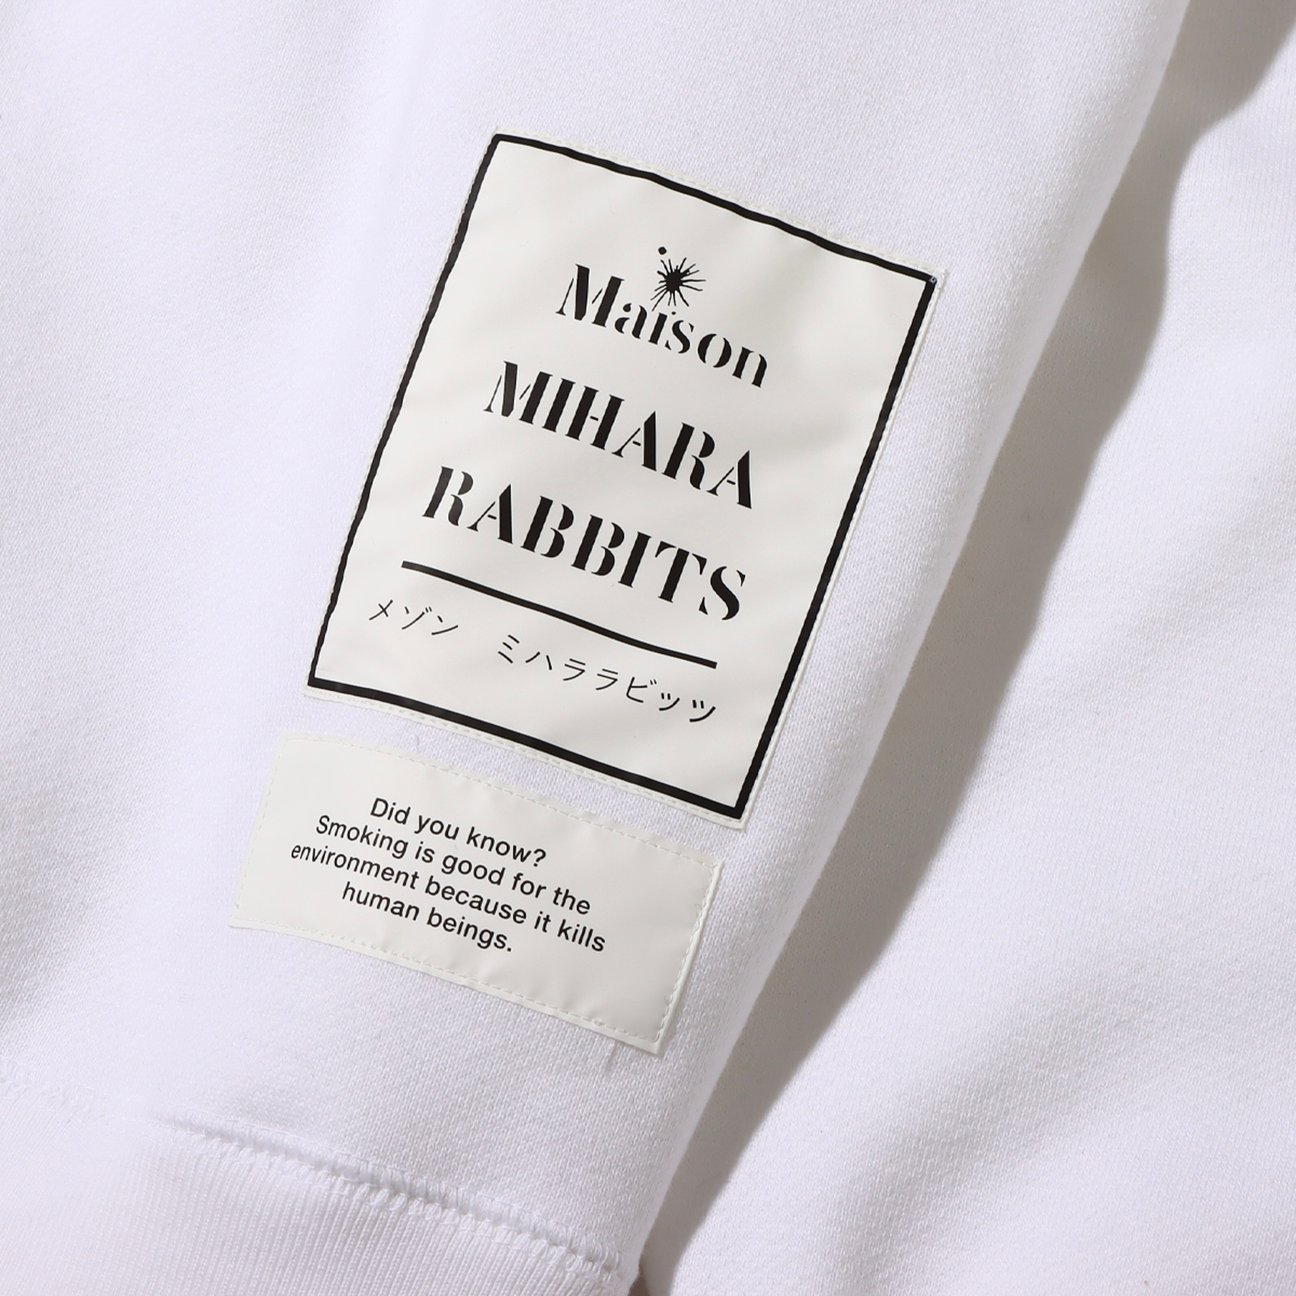 Maison
MIHARA
RABBITS
メゾン ミハララビッツ
Did you know?
Smoking is good for the
environment because it kills
human beings.